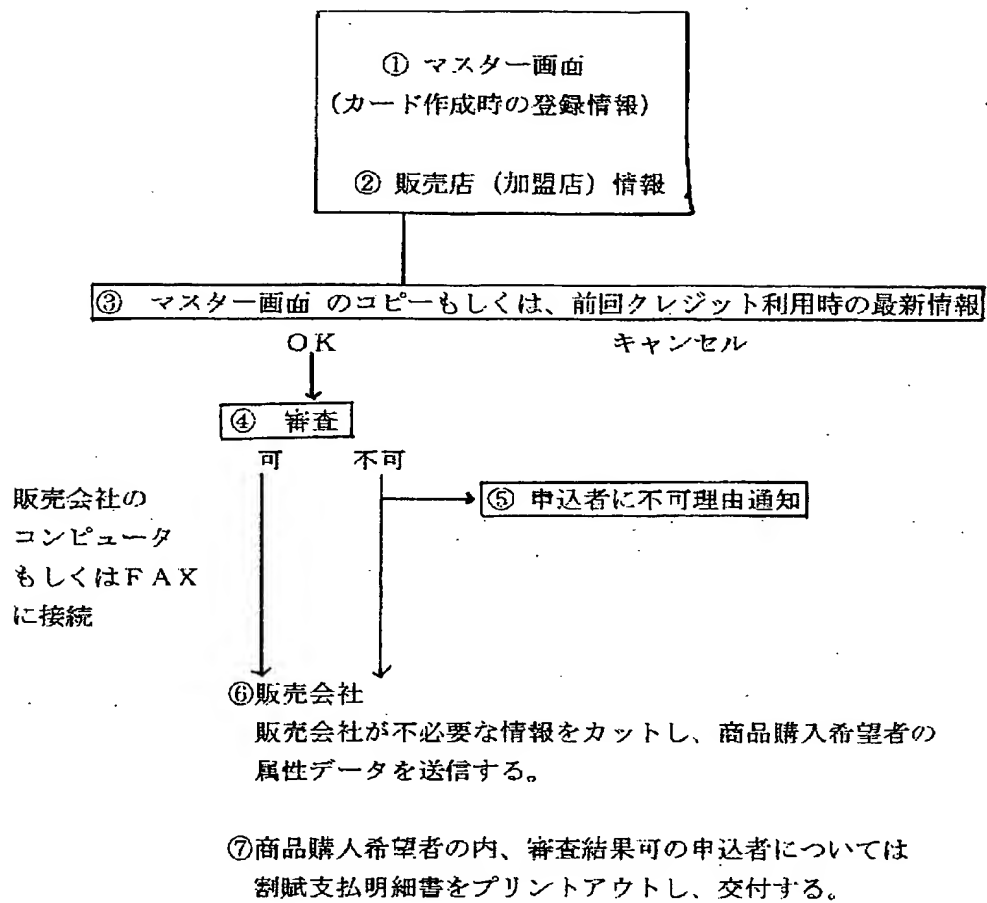 ① マスター画面
(カード作成時の登録情報)
② 販売店 (加盟店) 情報
③ マスター画面 のコピーもしくは、前回クレジット利用時の最新情報
OK
キャンセル
④ 審査
可
不可
販売会社の
コンピュータ
もしくはFAX
に接続
⑤ 申込者に不可理由通知
⑥販売会社
販売会社が不必要な情報をカットし、商品購入希望者の
属性データを送信する。
⑦商品購入希望者の内、審査結果可の申込者については
割賦支払明細書をプリントアウトし、交付する。